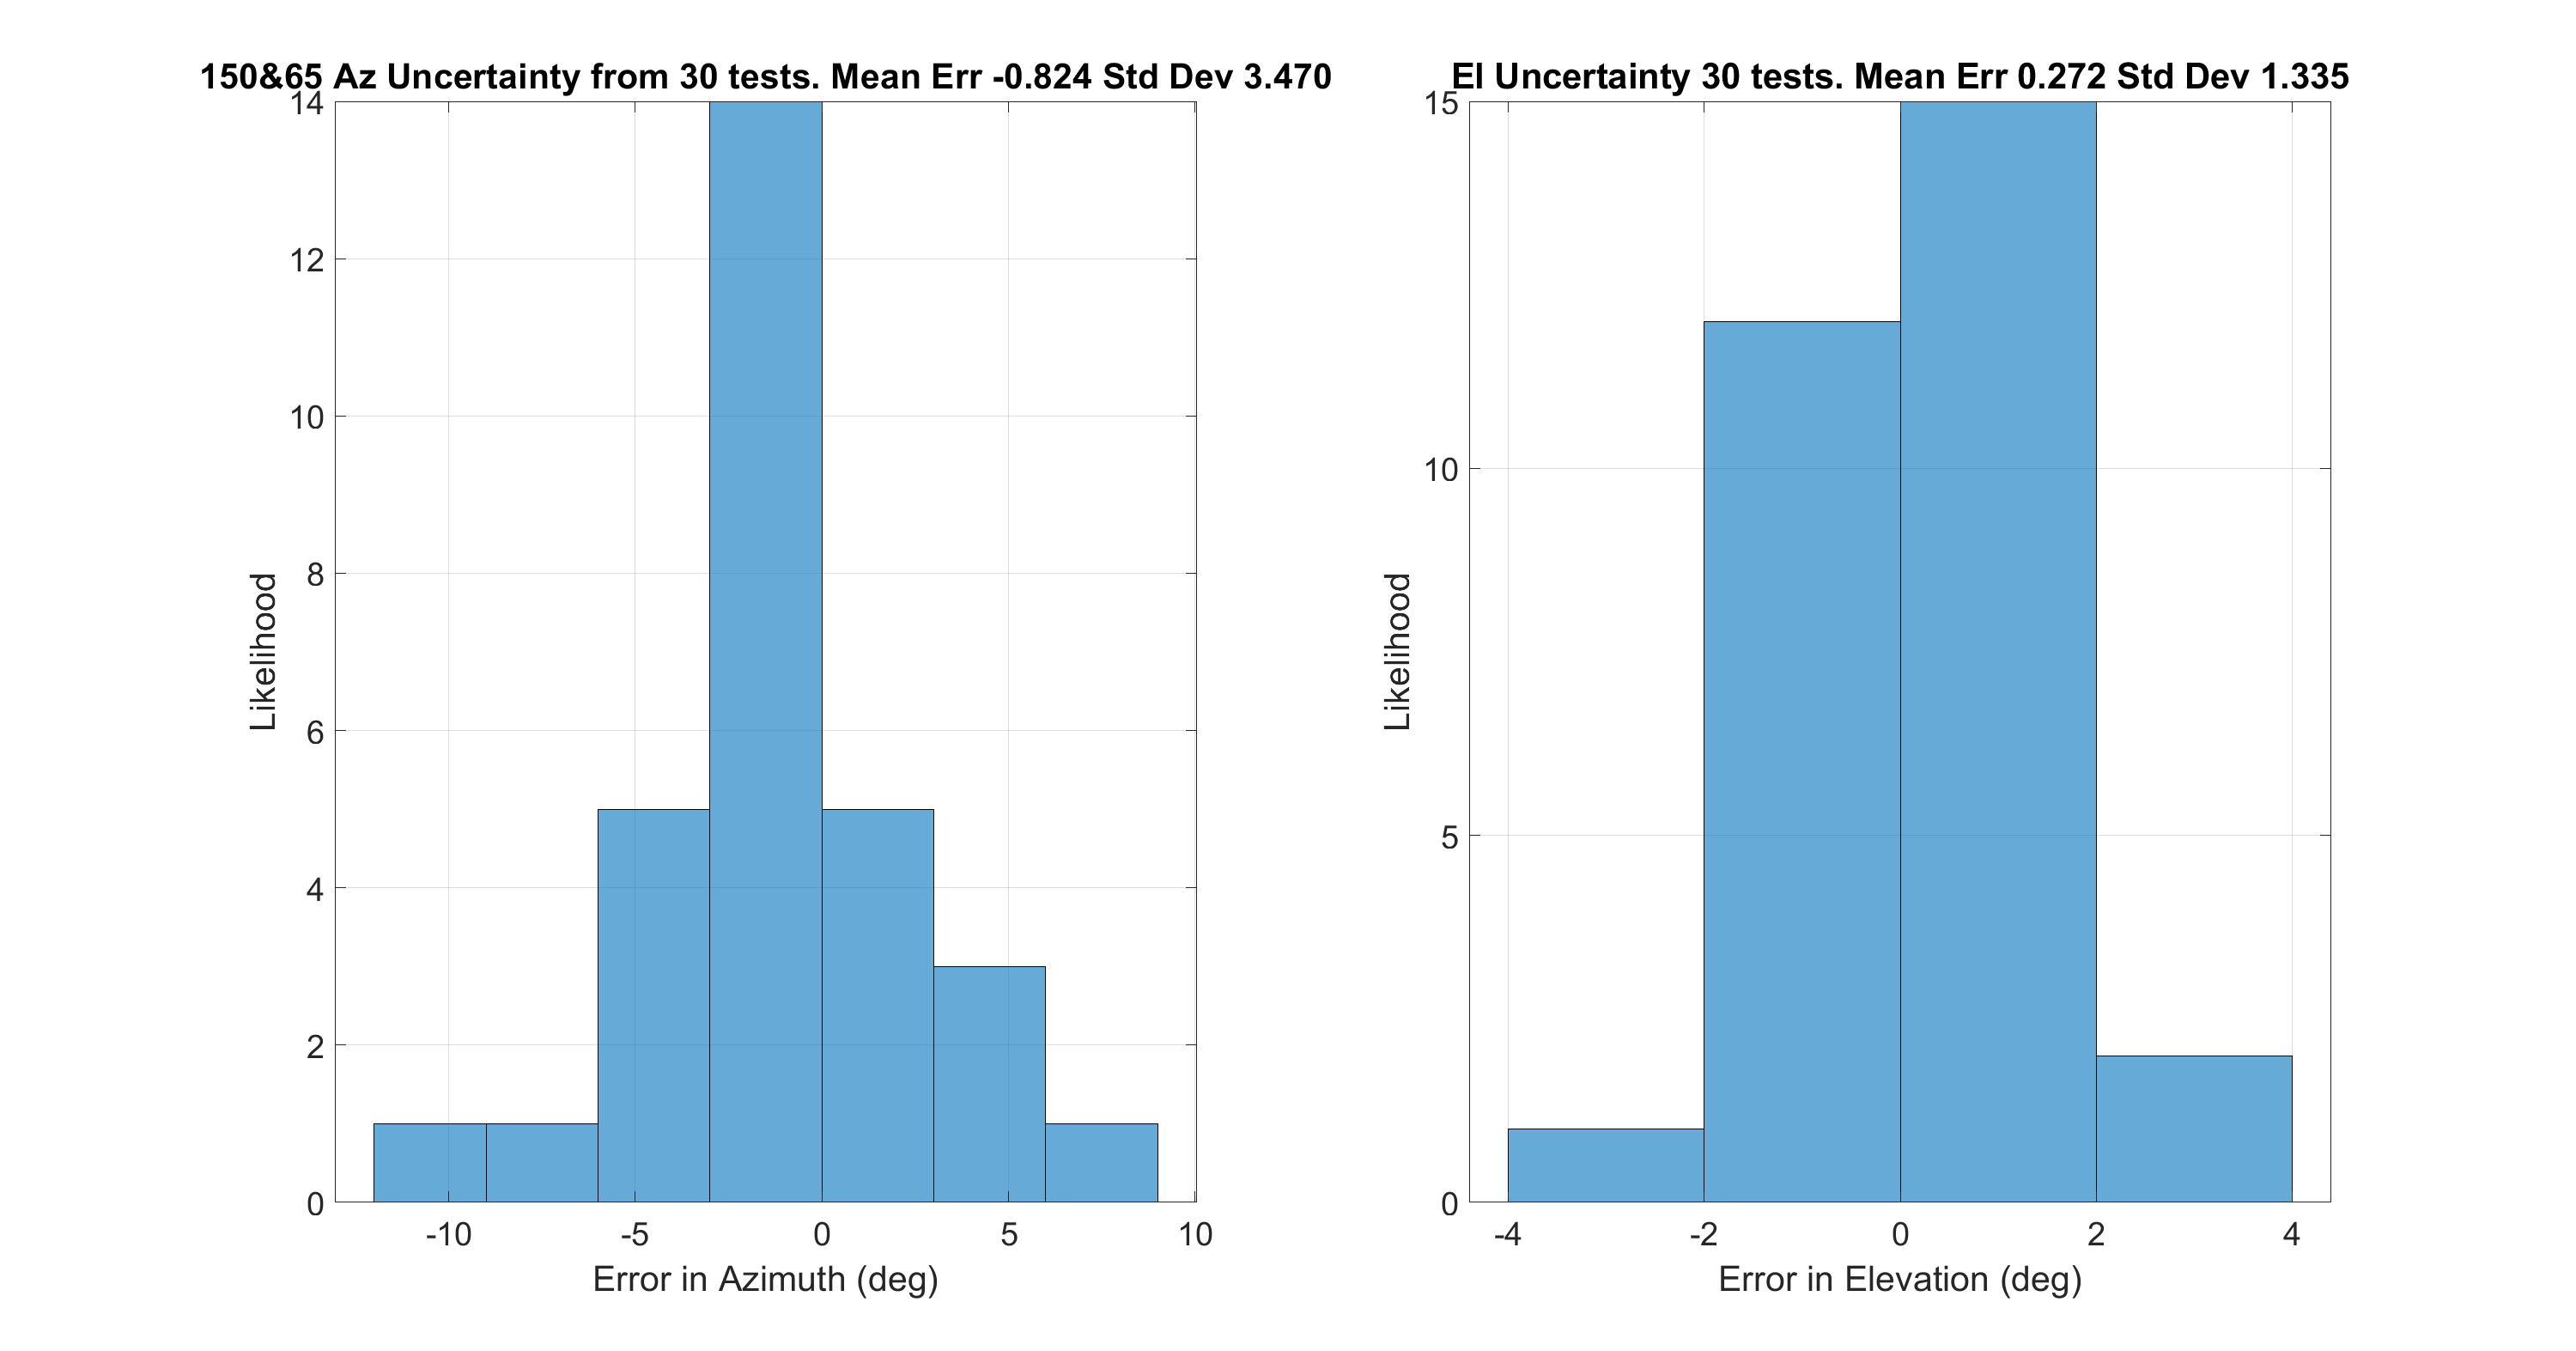 150&65 Az Uncertainty from 30 tests. Mean Err -0.824 Std Dev 3.470
14
12
10
8
6
4
2
0
Likelihood
-10 -5 0 5 10
Error in Azimuth (deg)
El Uncertainty 30 tests. Mean Err 0.272 Std Dev 1.335
15
10
5
0
Likelihood
-4 -2 0 2 4
Error in Elevation (deg)